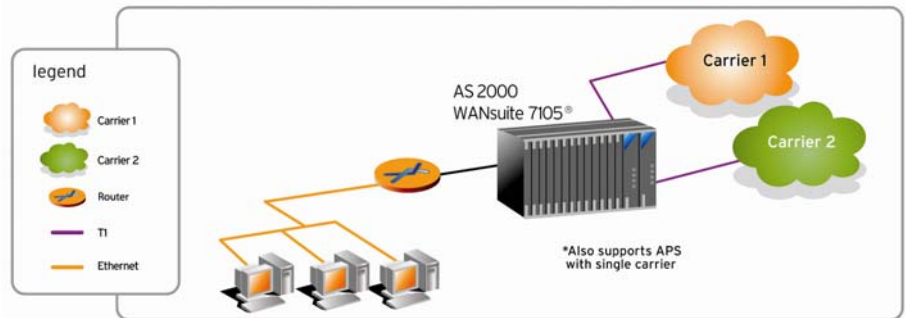 legend
Carrier 1
Carrier 2
Router
T1
Ethernet
AS 2000
WANsuite 7105®
Carrier 1
Carrier 2
*Also supports APS
with single carrier